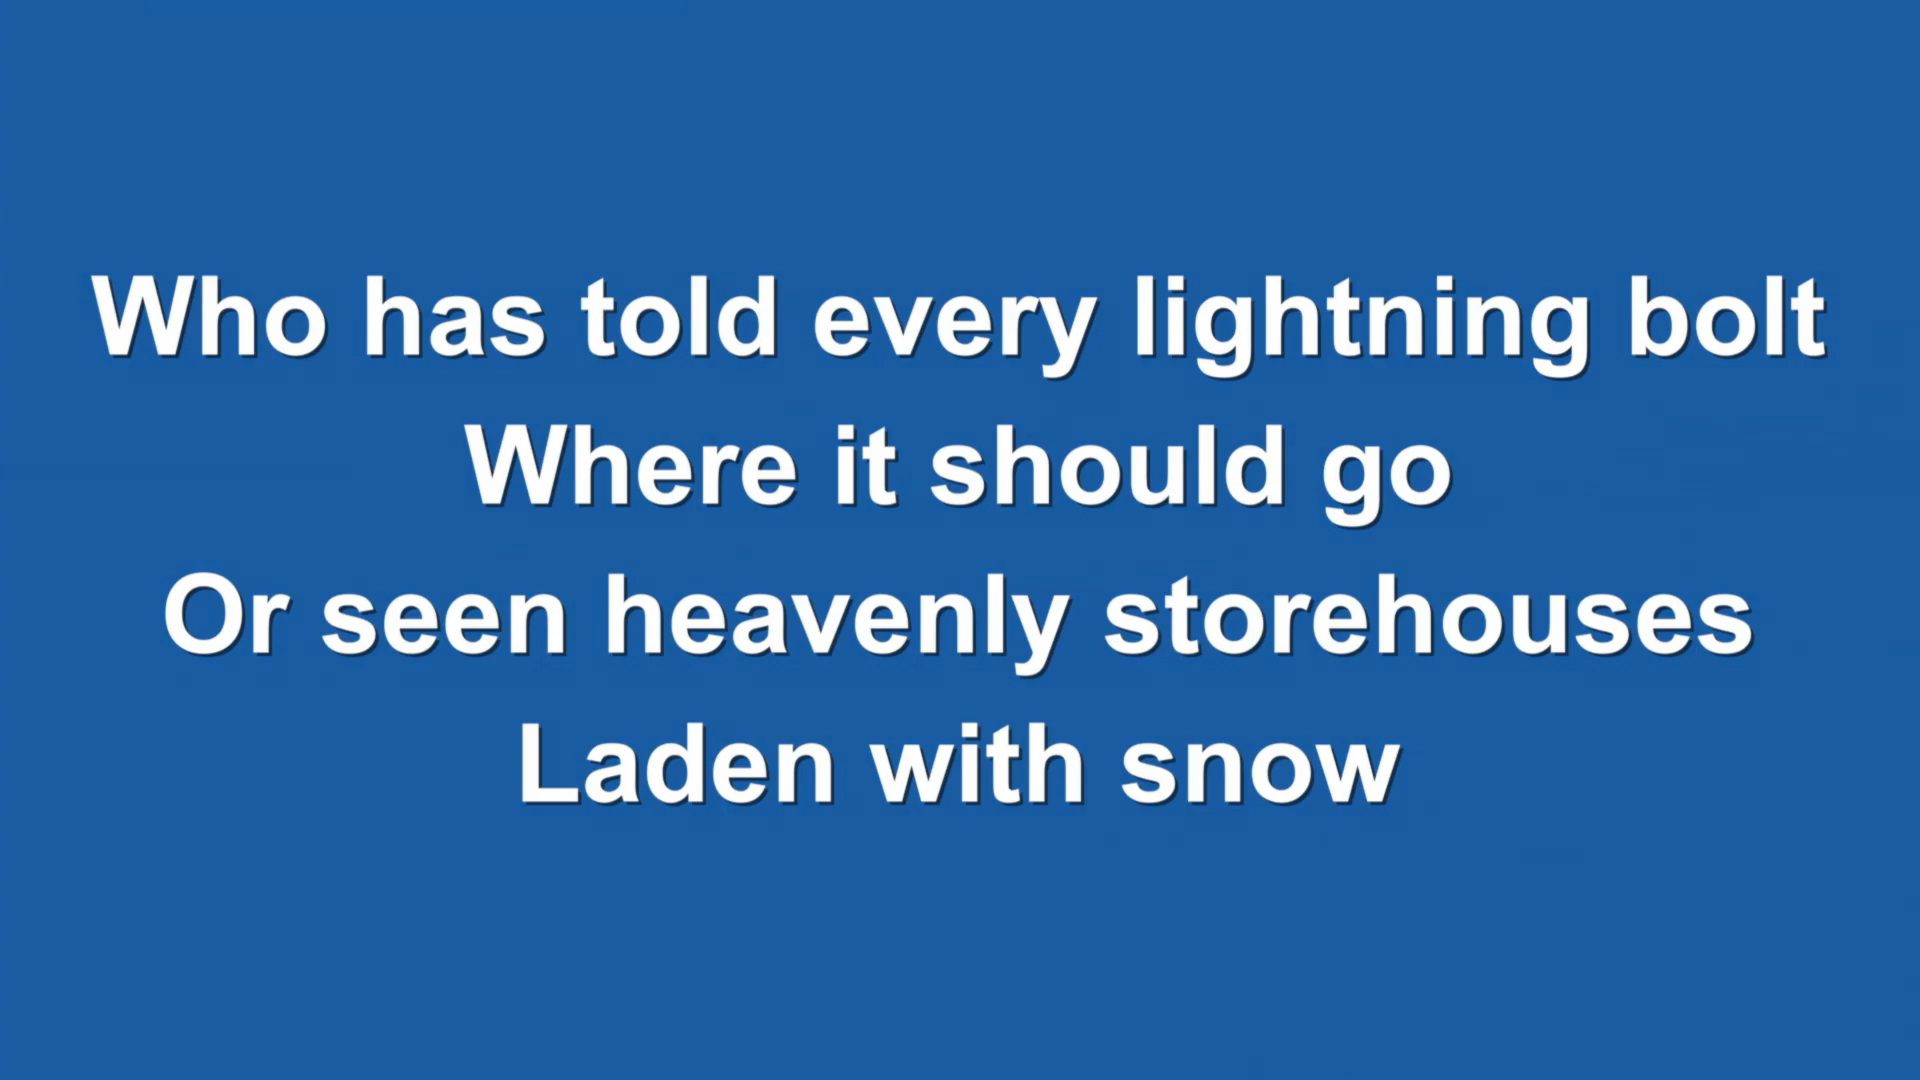 Who has told every lightning bolt
Where it should go
Or seen heavenly storehouses
Laden with snow